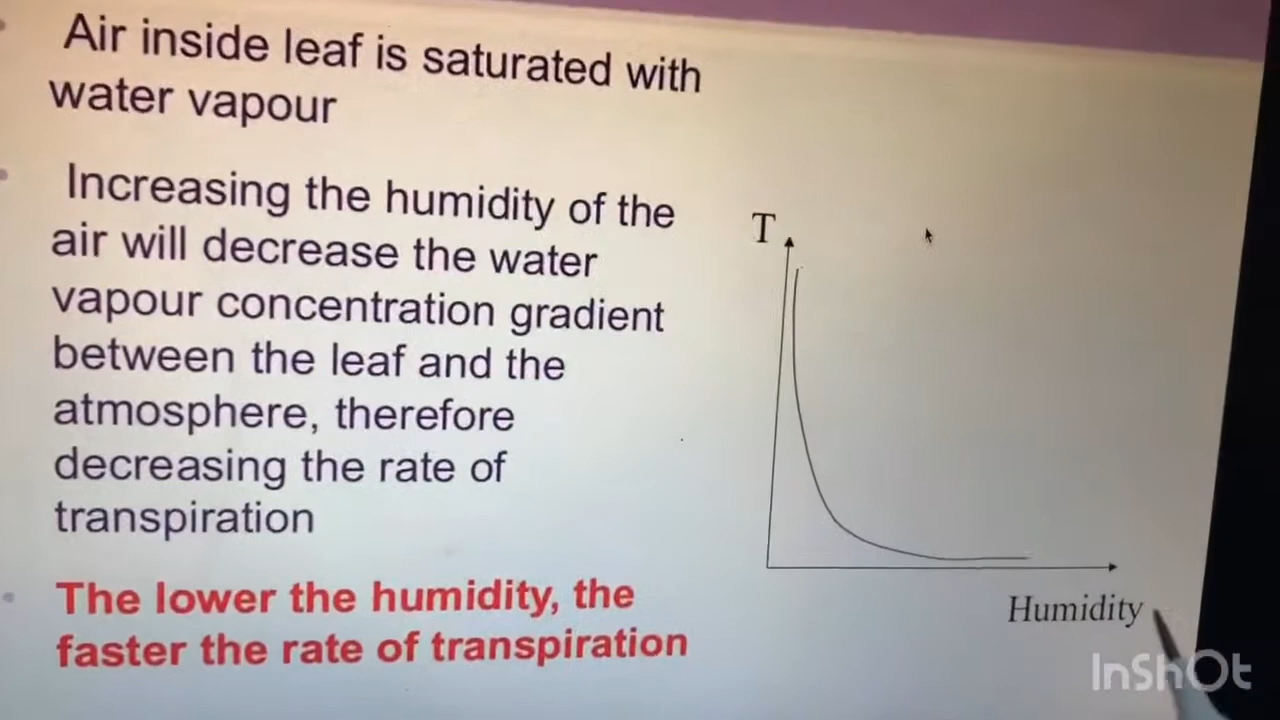 Air inside leaf is saturated with
water vapour
Increasing the humidity of the
air will decrease the water
vapour concentration gradient
between the leaf and the
atmosphere, therefore
decreasing the rate of
transpiration
The lower the humidity, the
faster the rate of transpiration
T
Humidity
InShOt